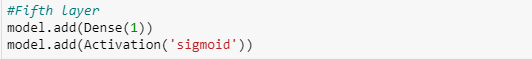 #Fifth layer
model.add(Dense(1))
model.add(Activation('sigmoid'))